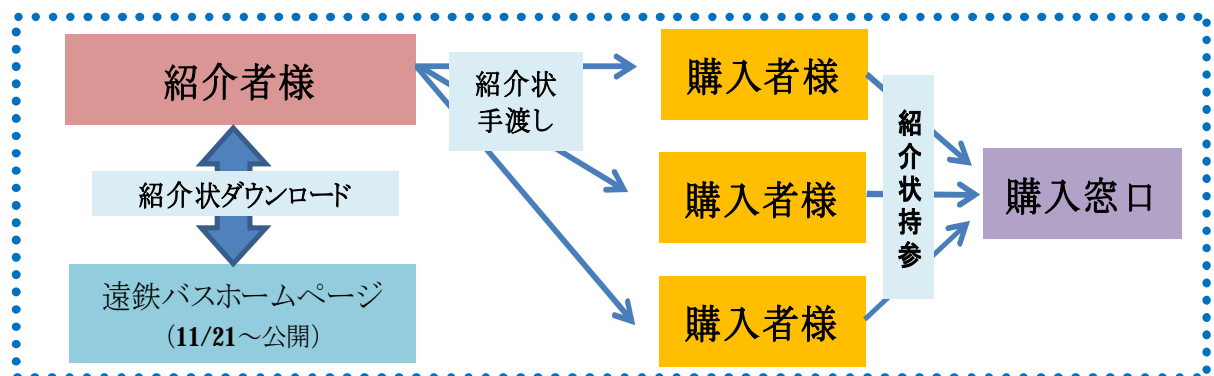 紹介者様
紹介状ダウンロード
遠鉄バスホームページ
（11/21～公開）
紹介状
手渡し
購入者様
購入者様
購入者様
紹介状持参
購入窓口